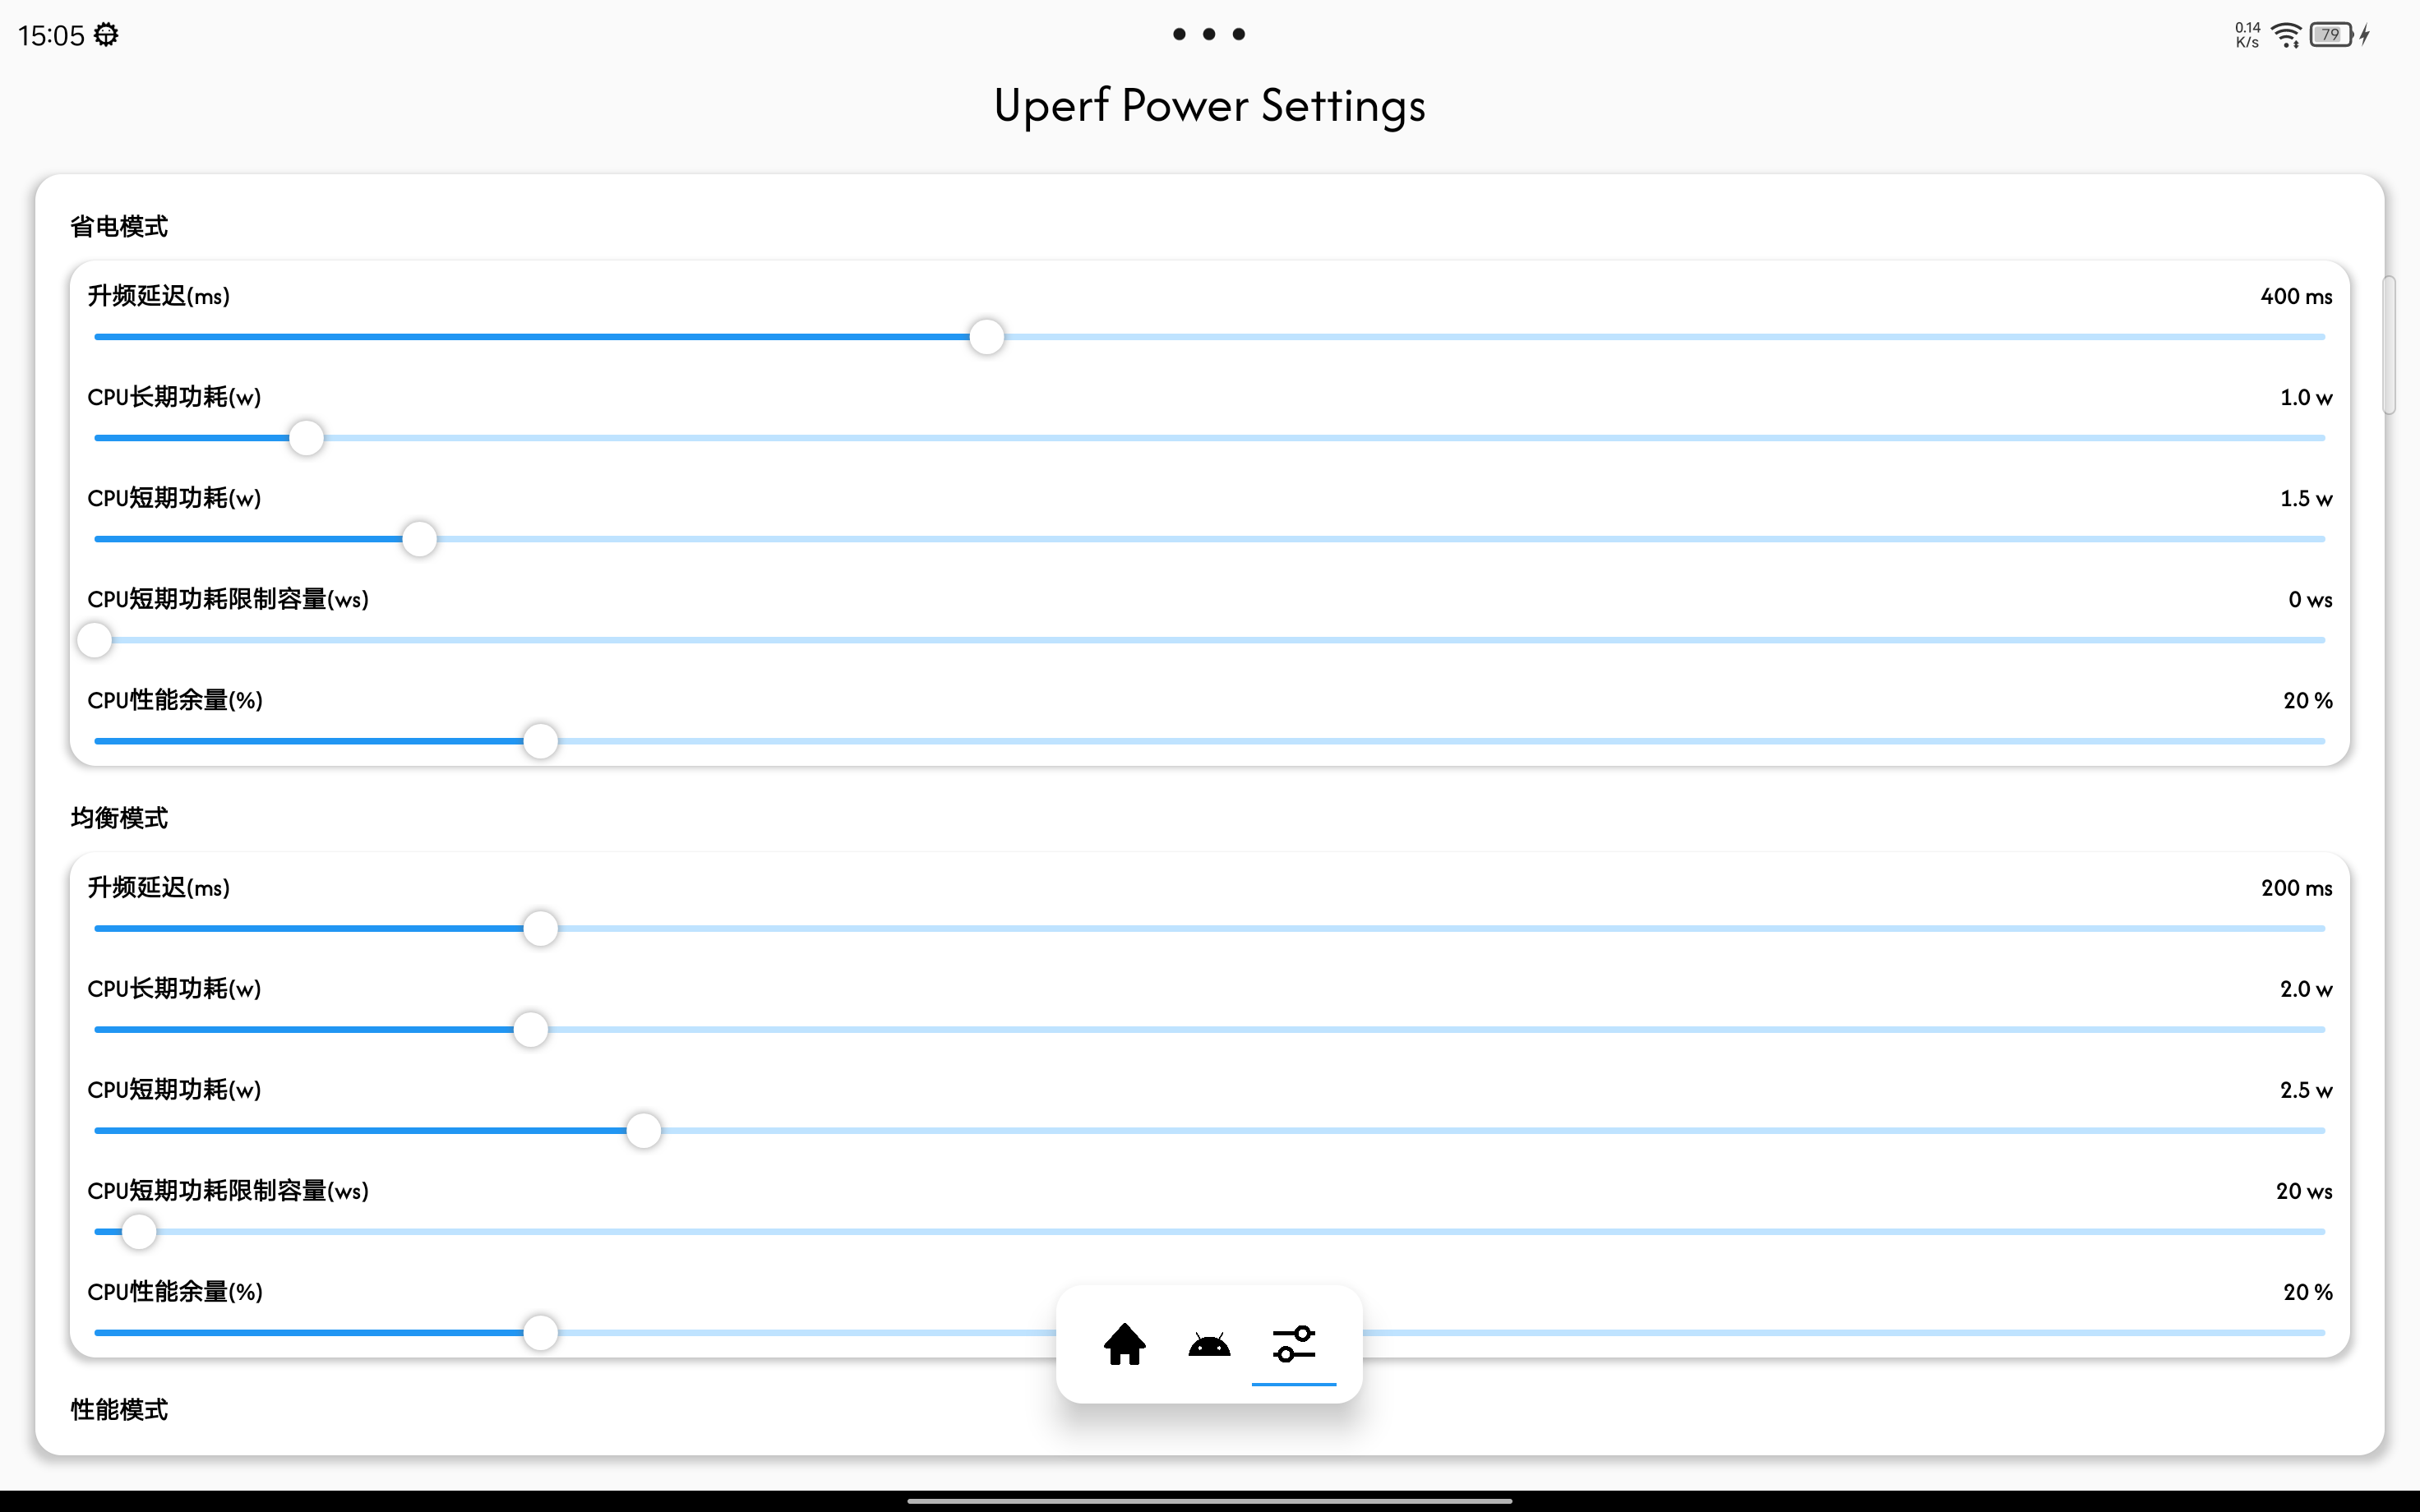 15:05
0.14
K/s
79
Uperf Power Settings
省电模式
升频延迟(ms) 400 ms
CPU长期功耗(w) 1.0 w
CPU短期功耗(w) 1.5 w
CPU短期功耗限制容量(ws) 0 ws
CPU性能余量(%) 20 %
均衡模式
升频延迟(ms) 200 ms
CPU长期功耗(w) 2.0 w
CPU短期功耗(w) 2.5 w
CPU短期功耗限制容量(ws) 20 ws
CPU性能余量(%) 20 %
性能模式